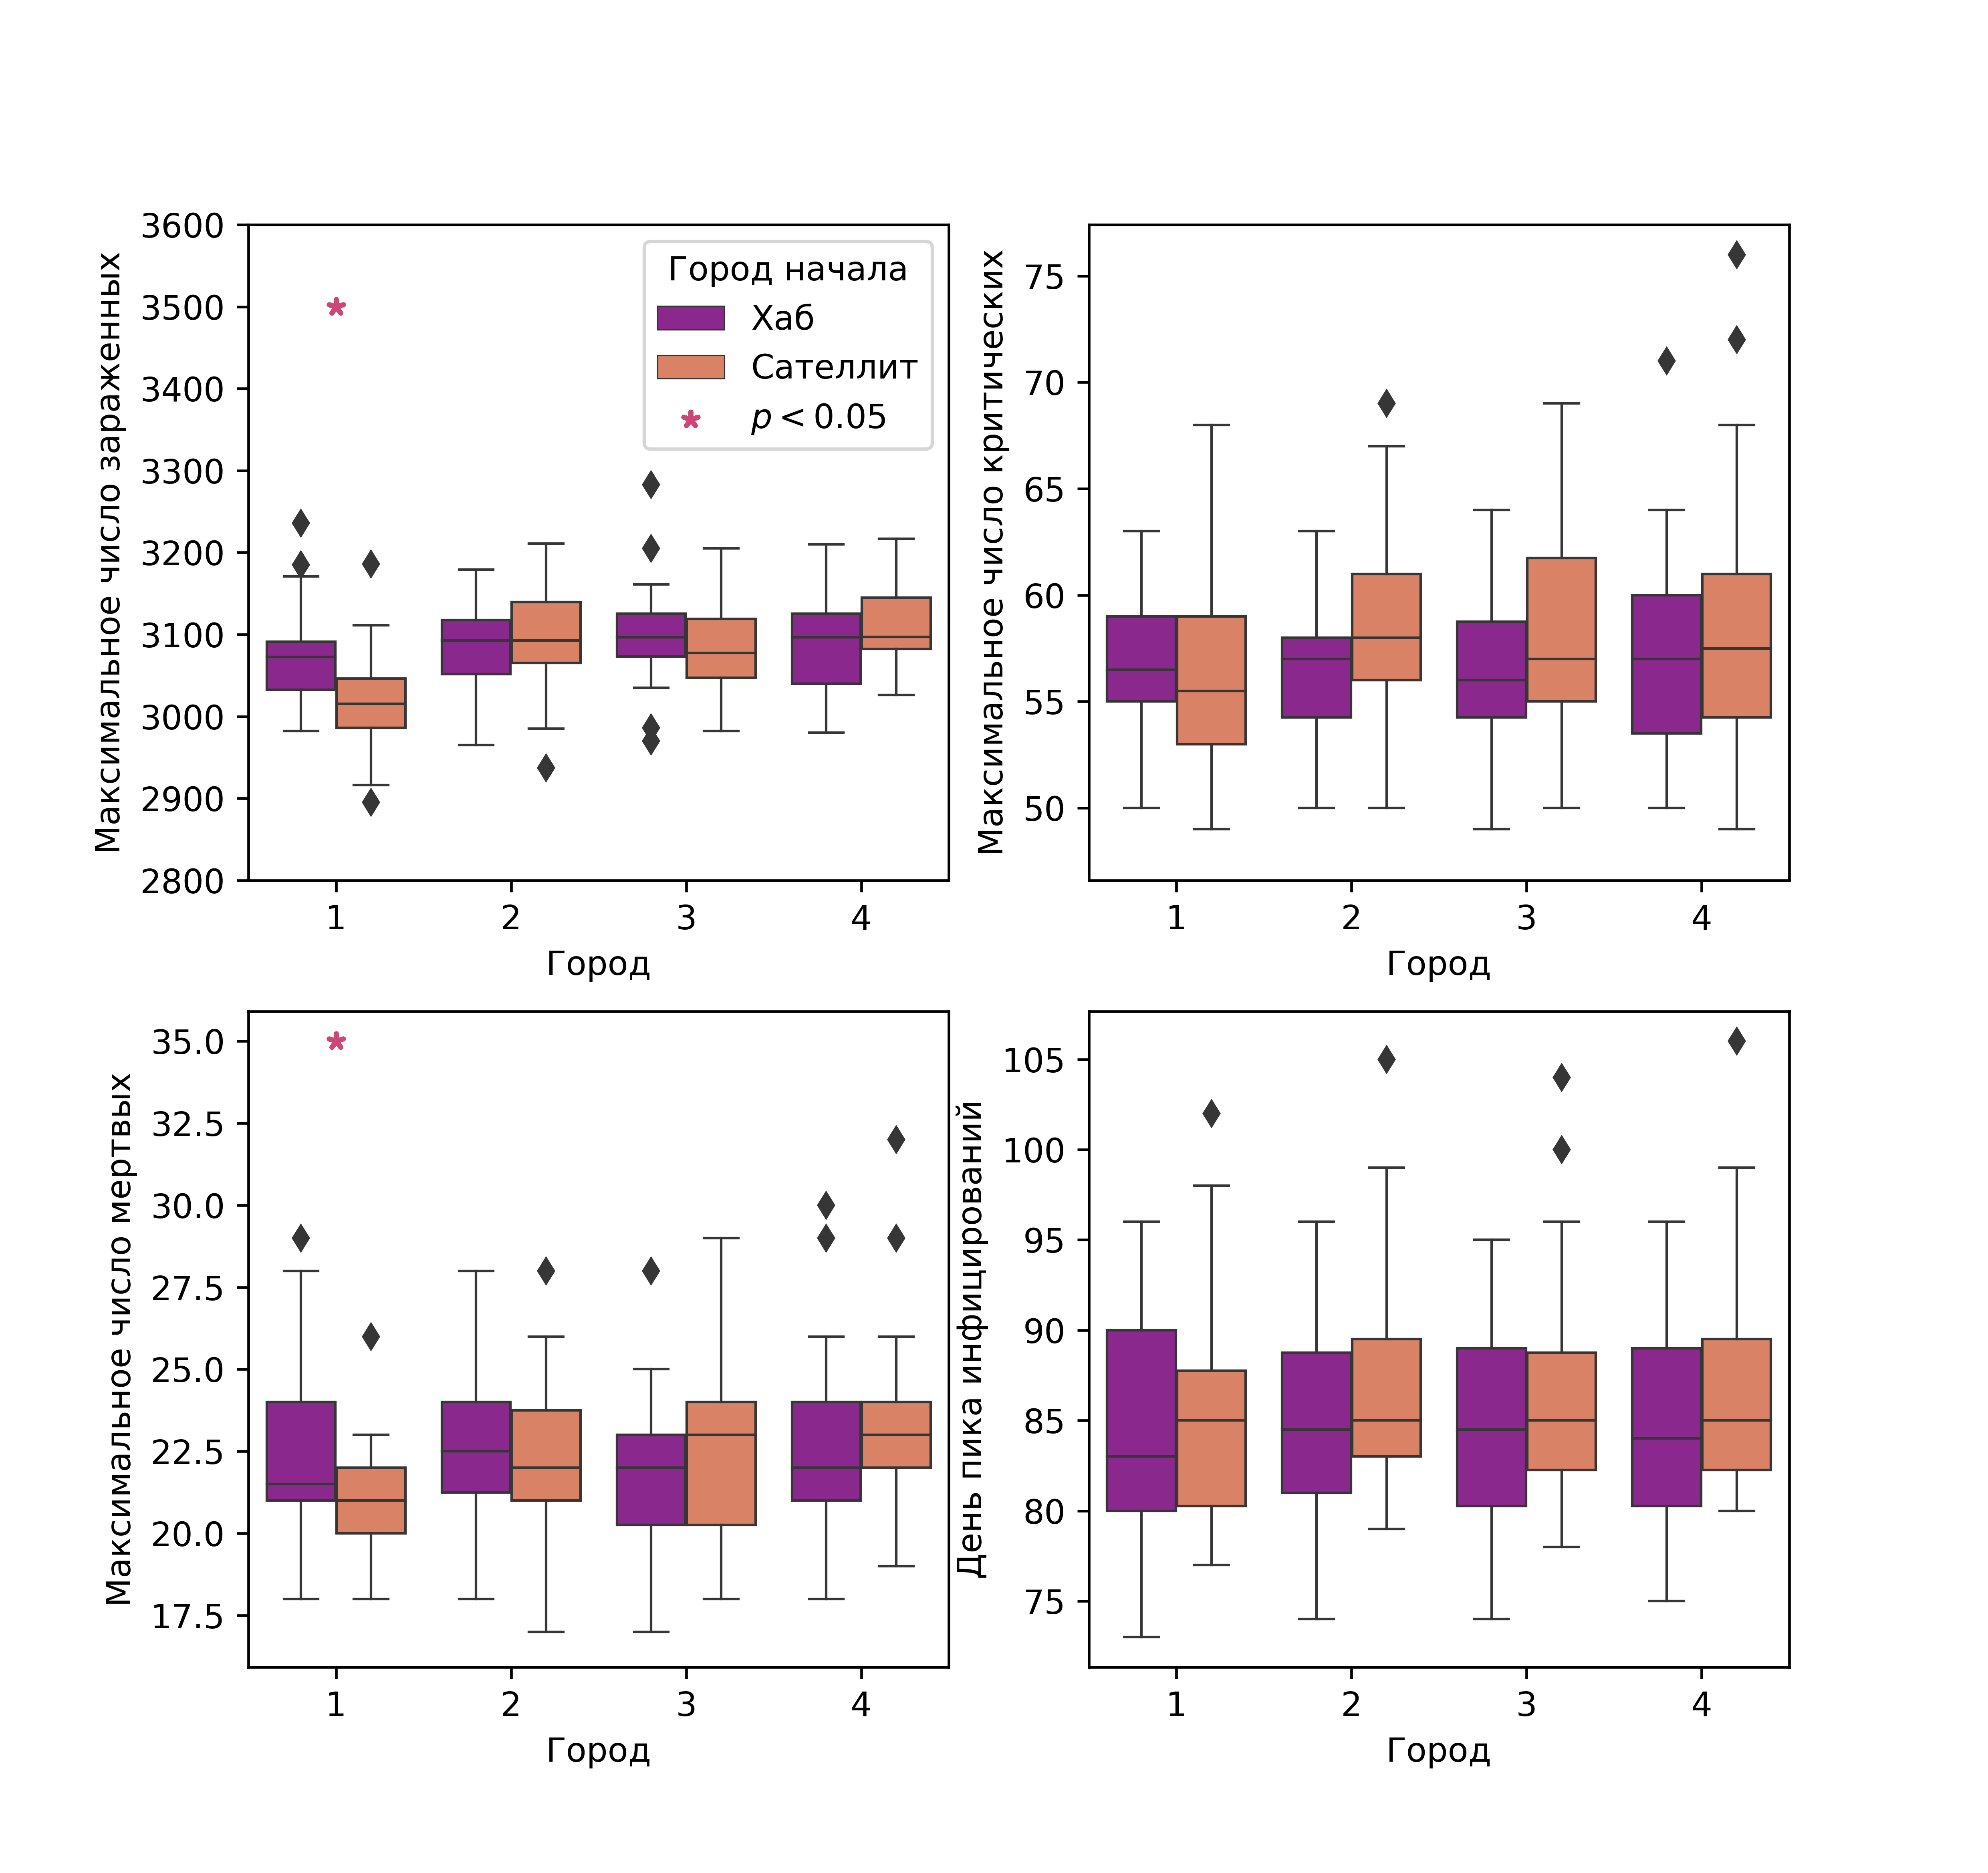 Максимальное число зараженных
3600
3500
3400
3300
3200
3100
3000
2900
2800
Город начала
Хаб
Сателлит
p < 0.05
1 2 3 4
Город
Максимальное число критических
75
70
65
60
55
50
1 2 3 4
Город
Максимальное число мертвых
35.0
32.5
30.0
27.5
25.0
22.5
20.0
17.5
1 2 3 4
Город
День пика инфицирований
105
100
95
90
85
80
75
1 2 3 4
Город